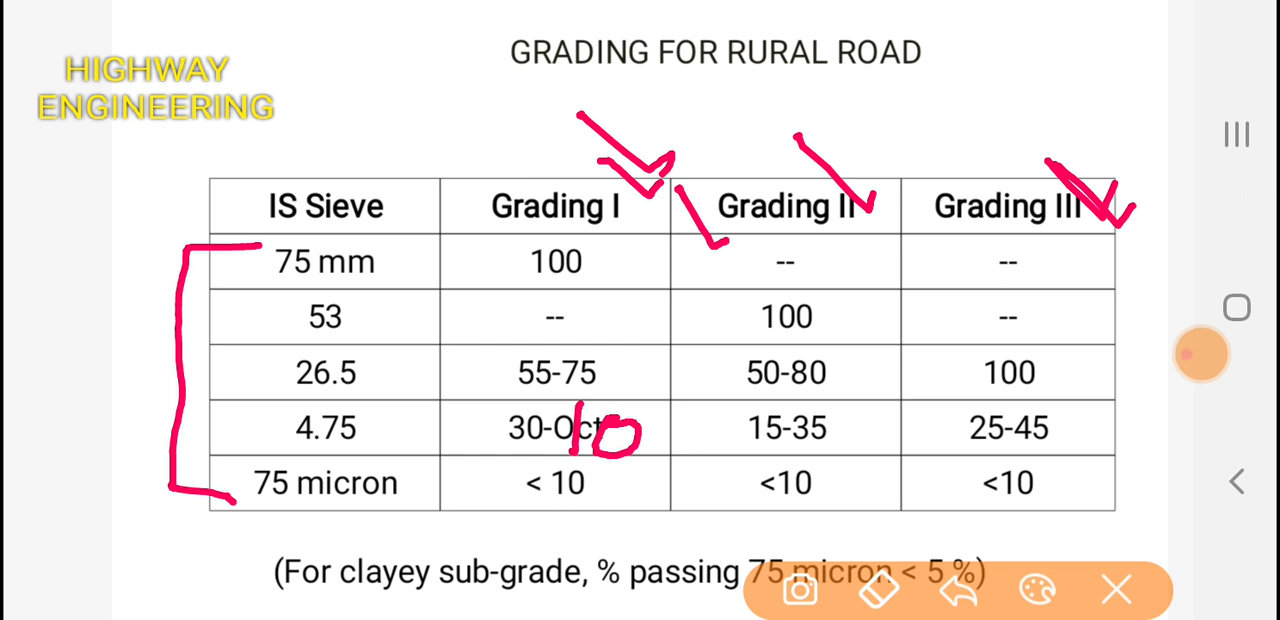 HIGHWAY
ENGINEERING
GRADING FOR RURAL ROAD
IS Sieve Grading I Grading II Grading III
75 mm 100 -- --
53 -- 100 --
26.5 55-75 50-80 100
4.75 30-Oct 10 15-35 25-45
75 micron < 10 <10 <10
(For clayey sub-grade, % passing 75 micron < 5 %)